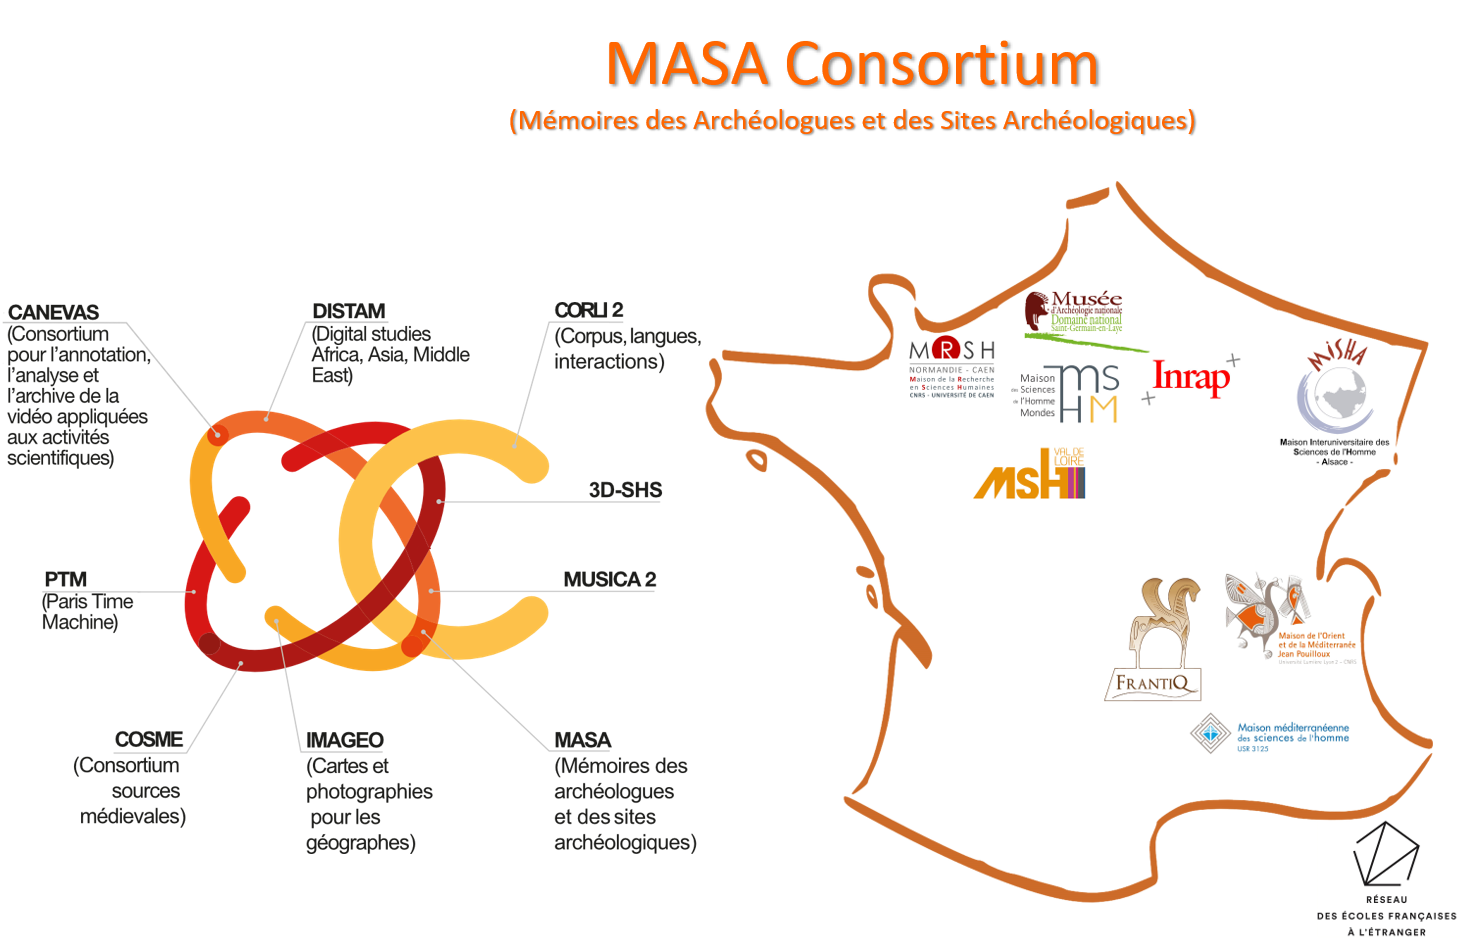 MASA Consortium
(Mémoires des Archéologues et des Sites Archéologiques)
CANEVAS
(Consortium
pour l'annotation,
l'analyse et
l'archive de la
vidéo appliquées
aux activités
scientifiques)
DISTAM
(Digital studies
Africa, Asia, Middle
East)
CORLI 2
(Corpus, langues,
interactions)
3D-SHS
MUSICA 2
PTM
(Paris Time
Machine)
COSME
(Consortium
sources
médievales)
IMAGEO
(Cartes et
photographies
pour les
géographes)
MASA
(Mémoires des
archéologues
et des sites
archéologiques)
Musée
d'Archéologie nationale
Domaine national
Saint-Germain-en-Laye
MRSH
NORMANDIE - CAEN
Maison de la Recherche
en Sciences Humaines
CNRS - UNIVERSITÉ DE CAEN
Maison
des Sciences
de l'Homme
Mondes
MSHM
Inrap
MISHA
Maison Interuniversitaire des
Sciences de l'Homme
- Alsace -
VAL DE
LOIRE
MSH
FRANTIQ
Maison de l'Orient
et de la Méditerranée
Jean Pouilloux
Université Lumière Lyon 2 – CNRS
Maison méditerranéenne
des sciences de l'homme
USR 3125
RÉSEAU
DES ÉCOLES FRANÇAISES
À L'ÉTRANGER